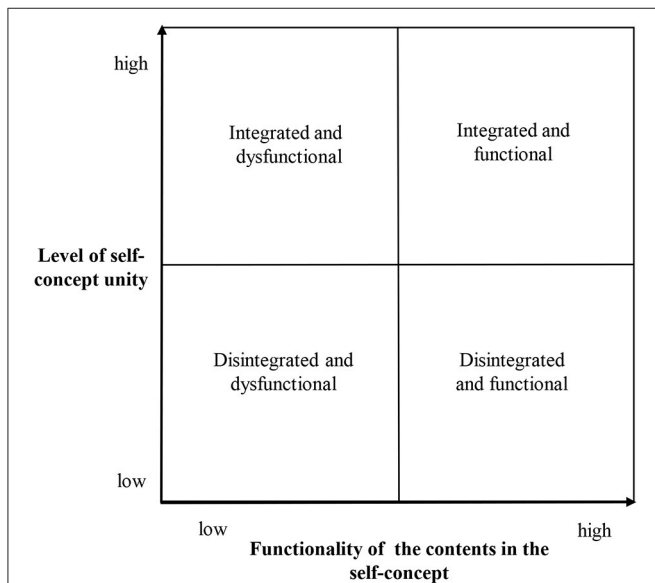 high
Integrated and
dysfunctional
Integrated and
functional
Level of self-
concept unity
Disintegrated and
dysfunctional
Disintegrated
and functional
low
low
high
Functionality of the contents in the
self-concept